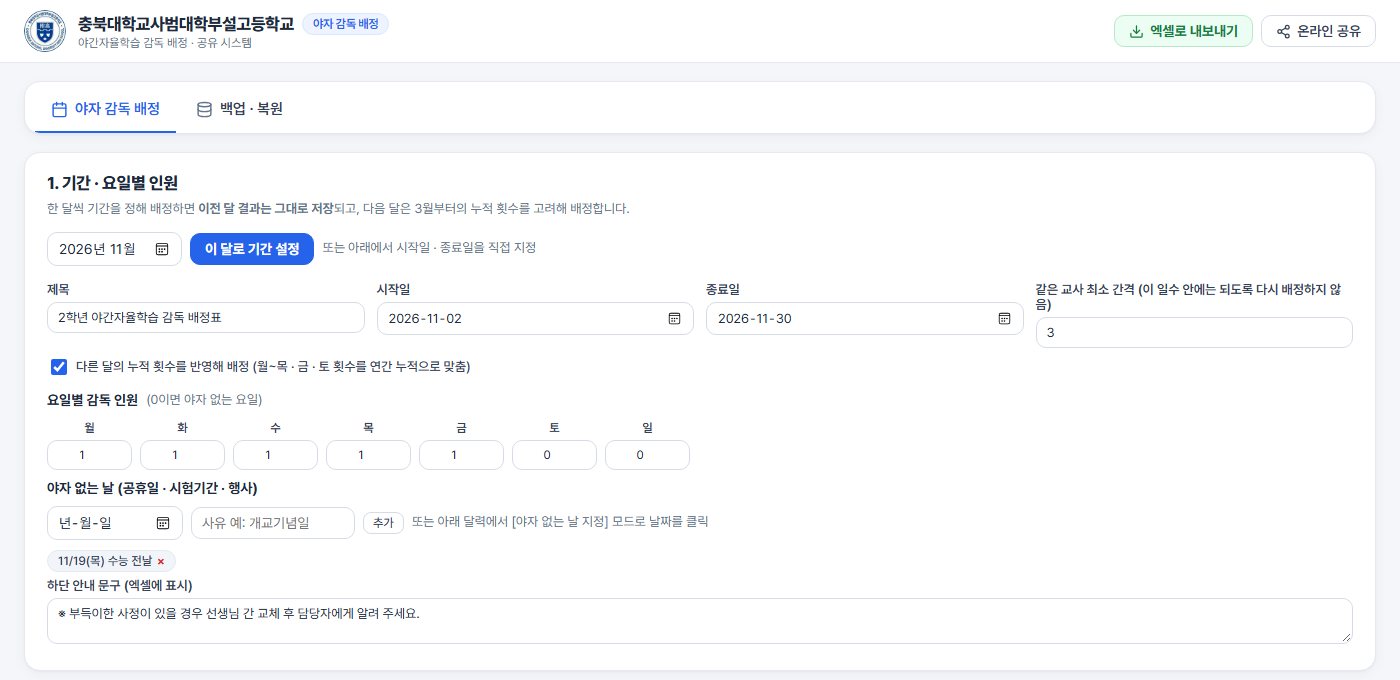 충북대학교사범대학부설고등학교 야자 감독 배정
야간자율학습 감독 배정 · 공유 시스템
엑셀로 내보내기
온라인 공유
야자 감독 배정
백업 · 복원
1. 기간 · 요일별 인원
한 달씩 기간을 정해 배정하면 이전 달 결과는 그대로 저장되고, 다음 달은 3월부터의 누적 횟수를 고려해 배정합니다.
2026년 11월 이 달로 기간 설정 또는 아래에서 시작일 · 종료일을 직접 지정
제목
2학년 야간자율학습 감독 배정표
시작일
2026-11-02
종료일
2026-11-30
같은 교사 최소 간격 (이 일수 안에는 되도록 다시 배정하지 않
음)
3
다른 달의 누적 횟수를 반영해 배정 (월~목 · 금 · 토 횟수를 연간 누적으로 맞춤)
요일별 감독 인원 (0이면 야자 없는 요일)
월 화 수 목 금 토 일
1 1 1 1 1 0 0
야자 없는 날 (공휴일 · 시험기간 · 행사)
년-월-일 사유 예: 개교기념일 추가 또는 아래 달력에서 [야자 없는 날 지정] 모드로 날짜를 클릭
11/19(목) 수능 전날 ×
하단 안내 문구 (엑셀에 표시)
※ 부득이한 사정이 있을 경우 선생님 간 교체 후 담당자에게 알려 주세요.